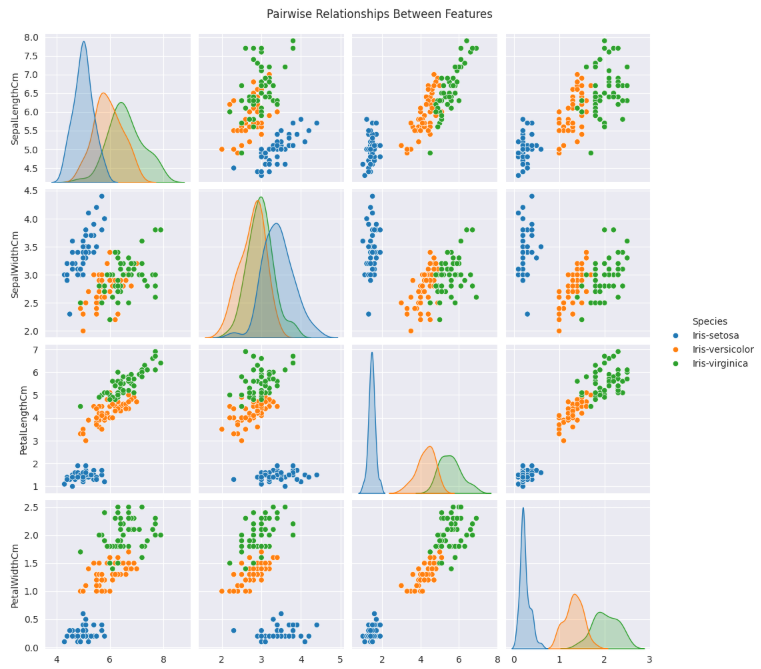 Pairwise Relationships Between Features
8.0
7.5
7.0
6.5
6.0
5.5
5.0
4.5
SepalLengthCm
4.5
4.0
3.5
3.0
2.5
2.0
SepalWidthCm
Species
Iris-setosa
Iris-versicolor
Iris-virginica
7
6
5
4
3
2
1
PetalLengthCm
2.5
2.0
1.5
1.0
0.5
0.0
PetalWidthCm
4 6 8
2 3 4 5
2 4 6 8
0 1 2 3